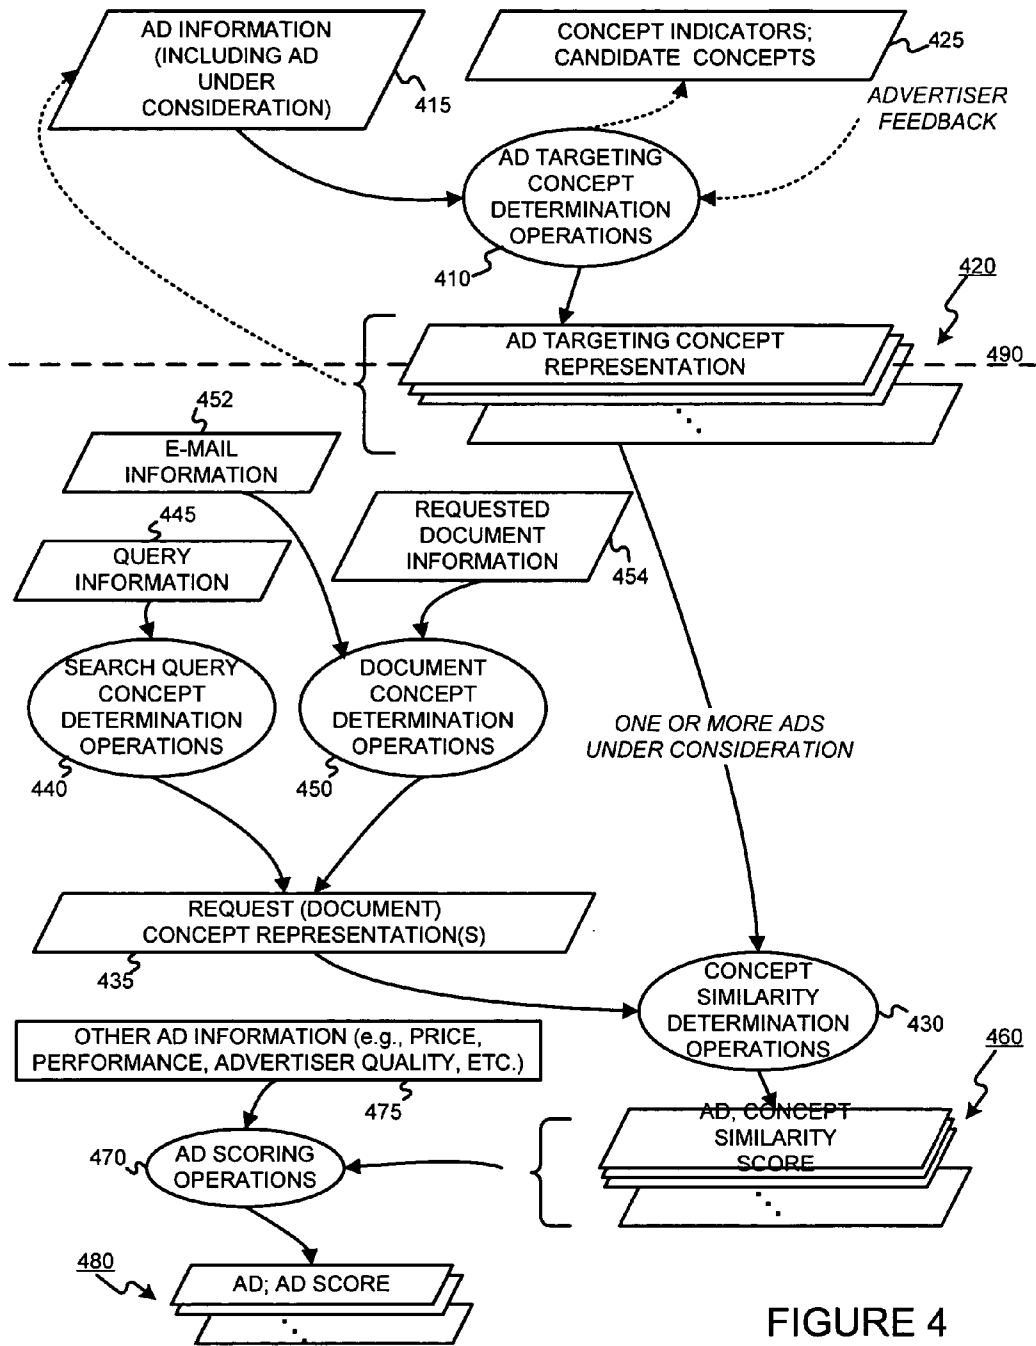 AD INFORMATION
(INCLUDING AD
UNDER
CONSIDERATION)
415
CONCEPT INDICATORS;
CANDIDATE CONCEPTS
425
ADVERTISER
FEEDBACK
AD TARGETING
CONCEPT
DETERMINATION
OPERATIONS
410
420
AD TARGETING CONCEPT
REPRESENTATION
490
452
E-MAIL
INFORMATION
445
QUERY
INFORMATION
REQUESTED
DOCUMENT
INFORMATION
454
SEARCH QUERY
CONCEPT
DETERMINATION
OPERATIONS
440
DOCUMENT
CONCEPT
DETERMINATION
OPERATIONS
450
ONE OR MORE ADS
UNDER CONSIDERATION
REQUEST (DOCUMENT)
CONCEPT REPRESENTATION(S)
435
CONCEPT
SIMILARITY
DETERMINATION
OPERATIONS
430
OTHER AD INFORMATION (e.g., PRICE,
PERFORMANCE, ADVERTISER QUALITY, ETC.)
475
460
AD, CONCEPT
SIMILARITY
SCORE
470
AD SCORING
OPERATIONS
480
AD; AD SCORE
FIGURE 4